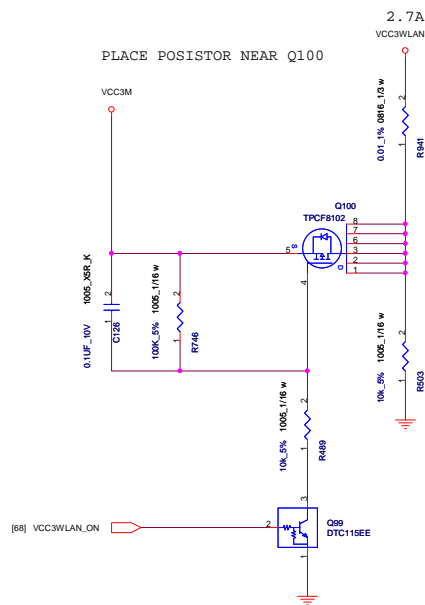 2.7A
VCC3WLAN
PLACE POSISTOR NEAR Q100
VCC3M
2
0.01_1% 0816_1/3 w
1
R941
Q100
TPCF8102
8
7
6
3
2
1
5
S
D
4
1005_X5R_K
2
1
C126
0.1UF_10V
1005_1/16 w
2
100K_5%
1
R746
1005_1/16 w
2
10k_5%
1
R503
1005_1/16 w
2
10k_5%
1
R489
3
[68] VCC3WLAN_ON
2
Q99
DTC115EE
1